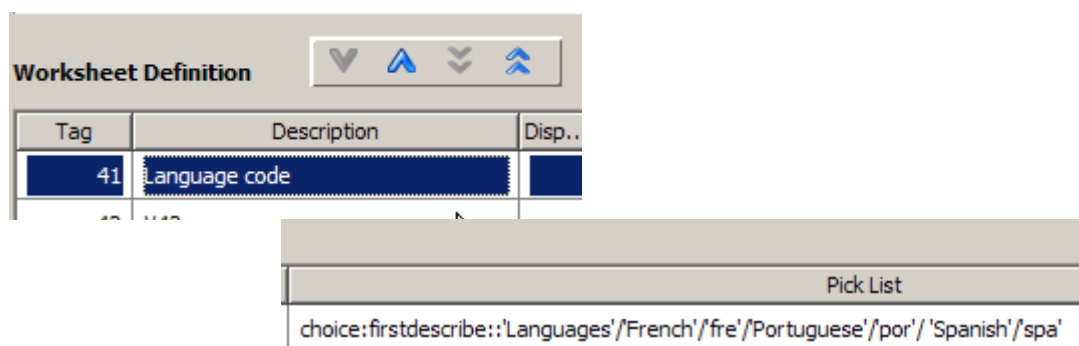 Worksheet Definition
Tag Description Disp..
41 Language code
Pick List
choice:firstdescribe::'Languages'/'French'/'fre'/'Portuguese'/'por'/ 'Spanish'/'spa'